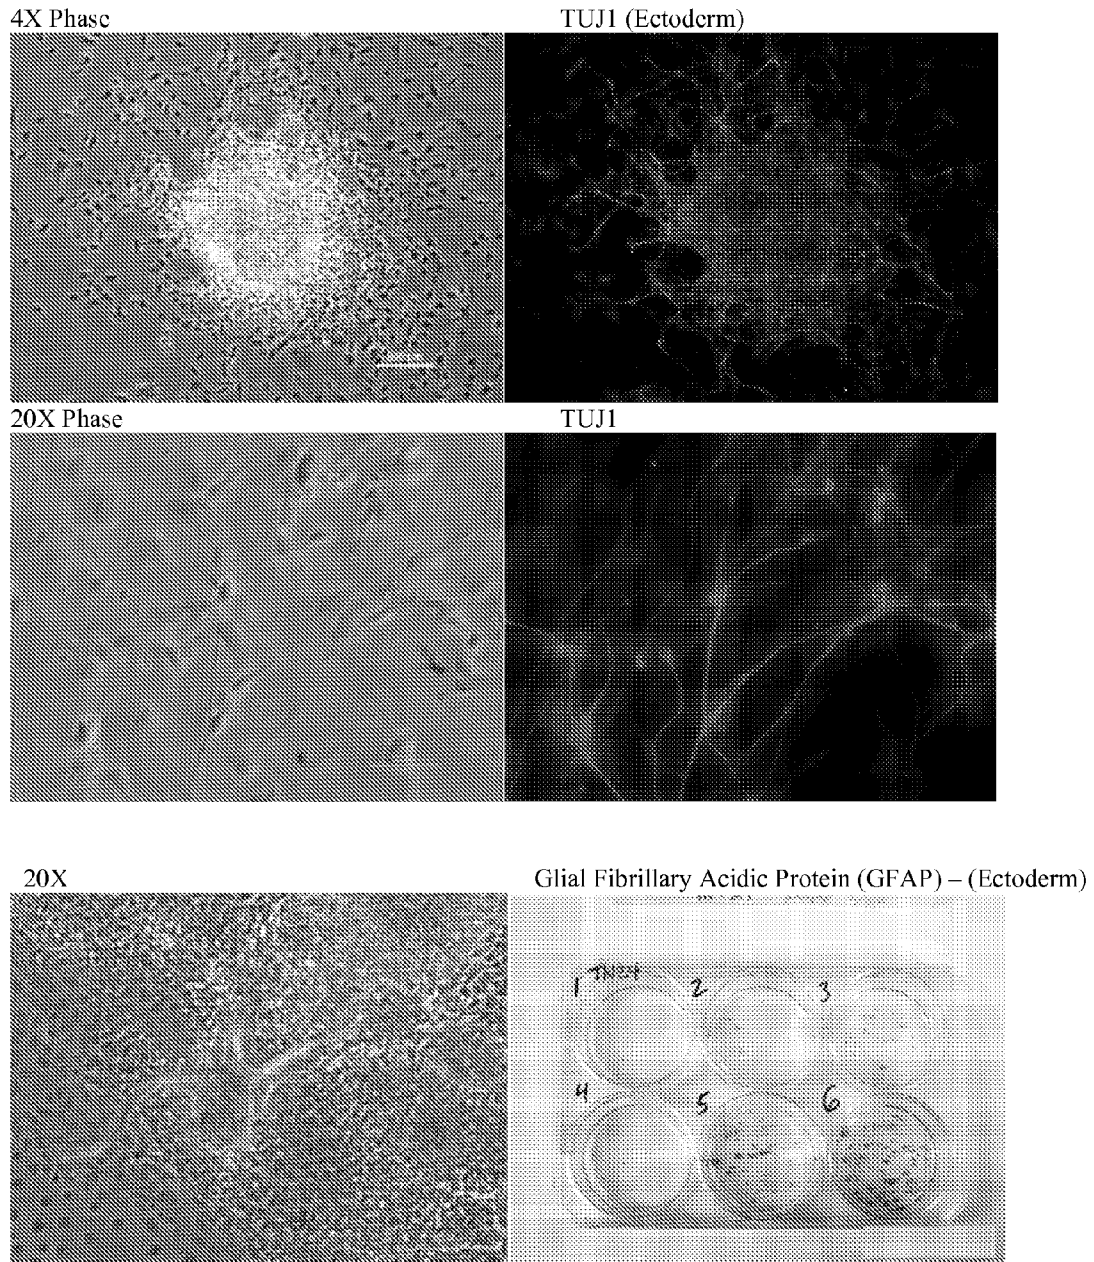 4X Phase
TUJ1 (Ectoderm)
20X Phase
TUJ1
20X
Glial Fibrillary Acidic Protein (GFAP) – (Ectoderm)
1
2
3
4
5
6